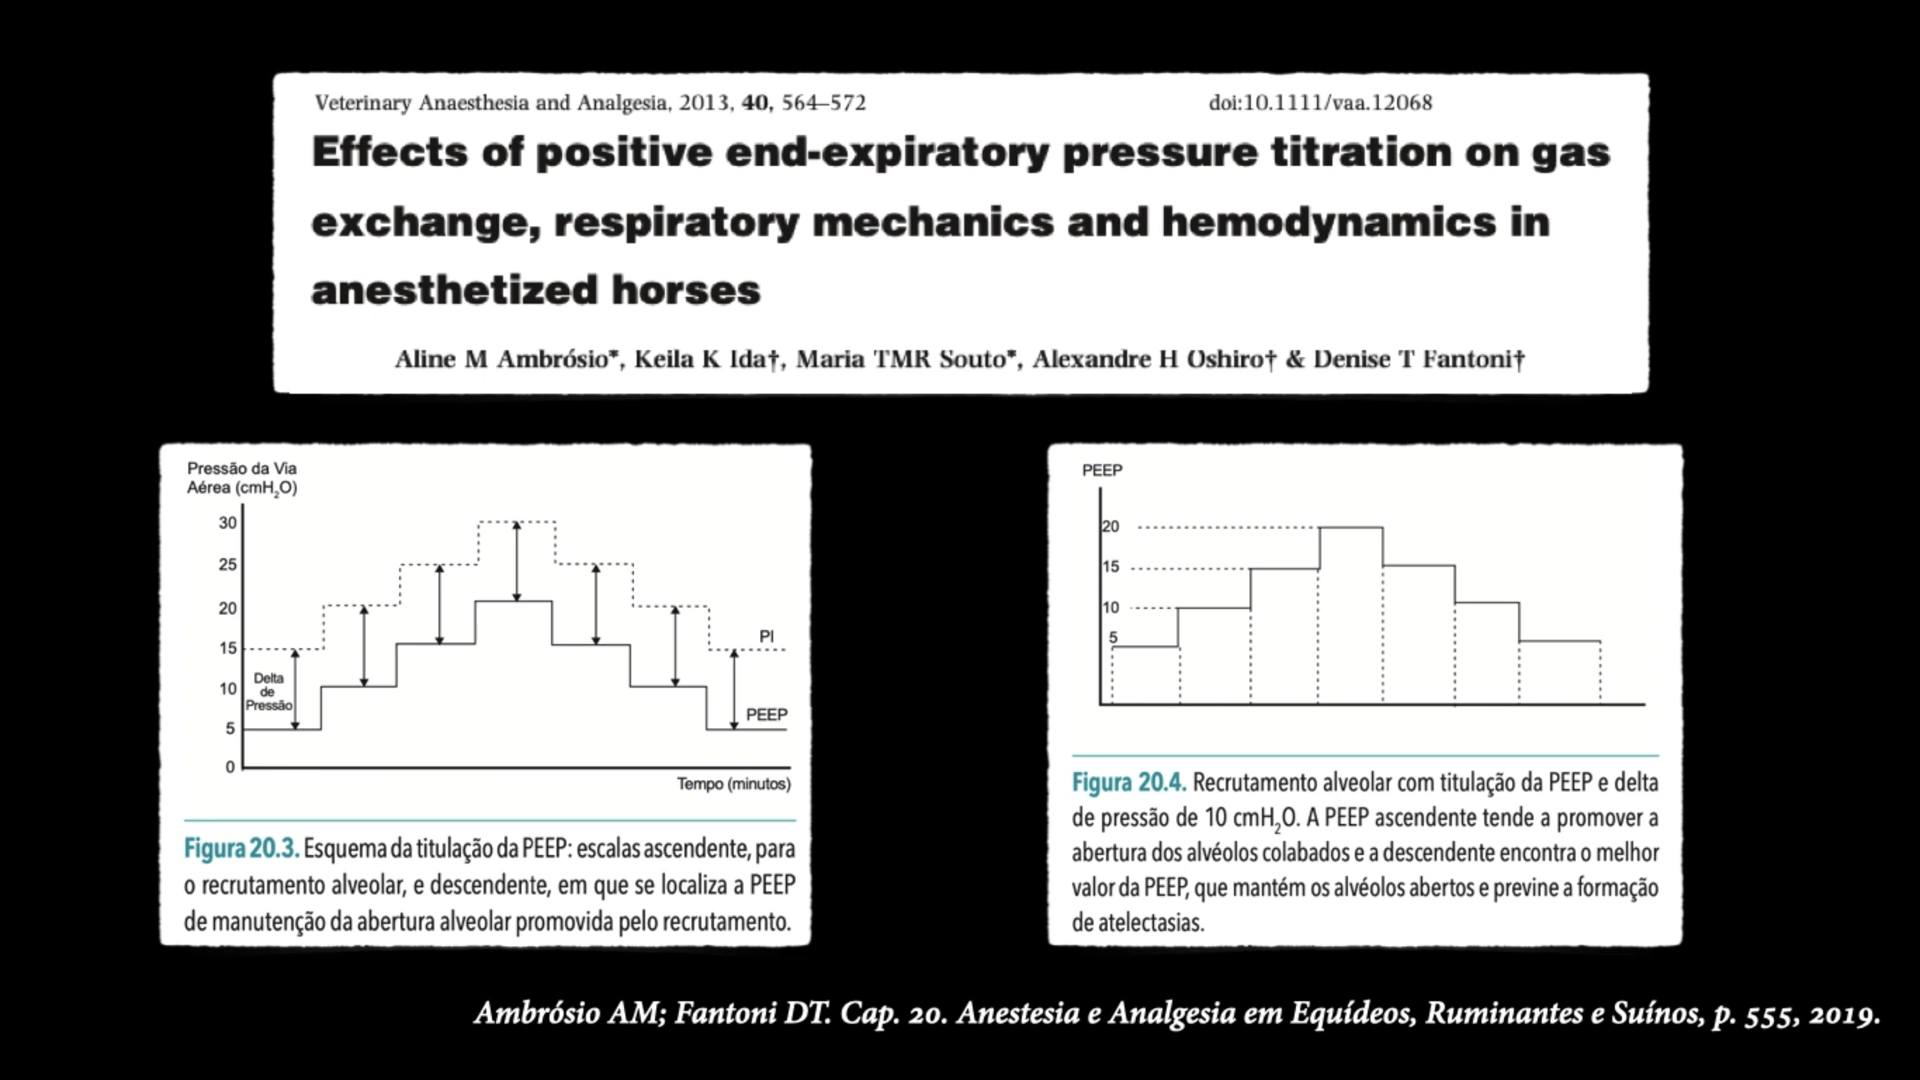 Veterinary Anaesthesia and Analgesia, 2013, 40, 564–572 doi:10.1111/vaa.12068
Effects of positive end-expiratory pressure titration on gas
exchange, respiratory mechanics and hemodynamics in
anesthetized horses
Aline M Ambrósio*, Keila K Ida†, Maria TMR Souto*, Alexandre H Oshiro† & Denise T Fantoni†
Pressão da Via
Aérea (cmH₂O)
30
25
20
15
10
5
0
Delta
de
Pressão
PI
PEEP
Tempo (minutos)
Figura 20.3. Esquema da titulação da PEEP: escalas ascendente, para
o recrutamento alveolar, e descendente, em que se localiza a PEEP
de manutenção da abertura alveolar promovida pelo recrutamento.
PEEP
20
15
10
5
Figura 20.4. Recrutamento alveolar com titulação da PEEP e delta
de pressão de 10 cmH₂O. A PEEP ascendente tende a promover a
abertura dos alvéolos colabados e a descendente encontra o melhor
valor da PEEP, que mantém os alvéolos abertos e previne a formação
de atelectasias.
Ambrósio AM; Fantoni DT. Cap. 20. Anestesia e Analgesia em Equídeos, Ruminantes e Suínos, p. 555, 2019.